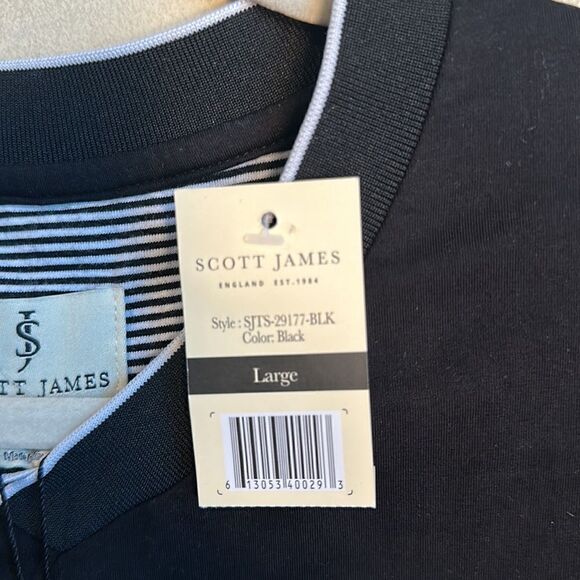 SCOTT JAMES
ENGLAND EST. 1984
Style : SJTS-29177-BLK
Color: Black
Large
6 13053 40029 3
SJ
TT JAMES